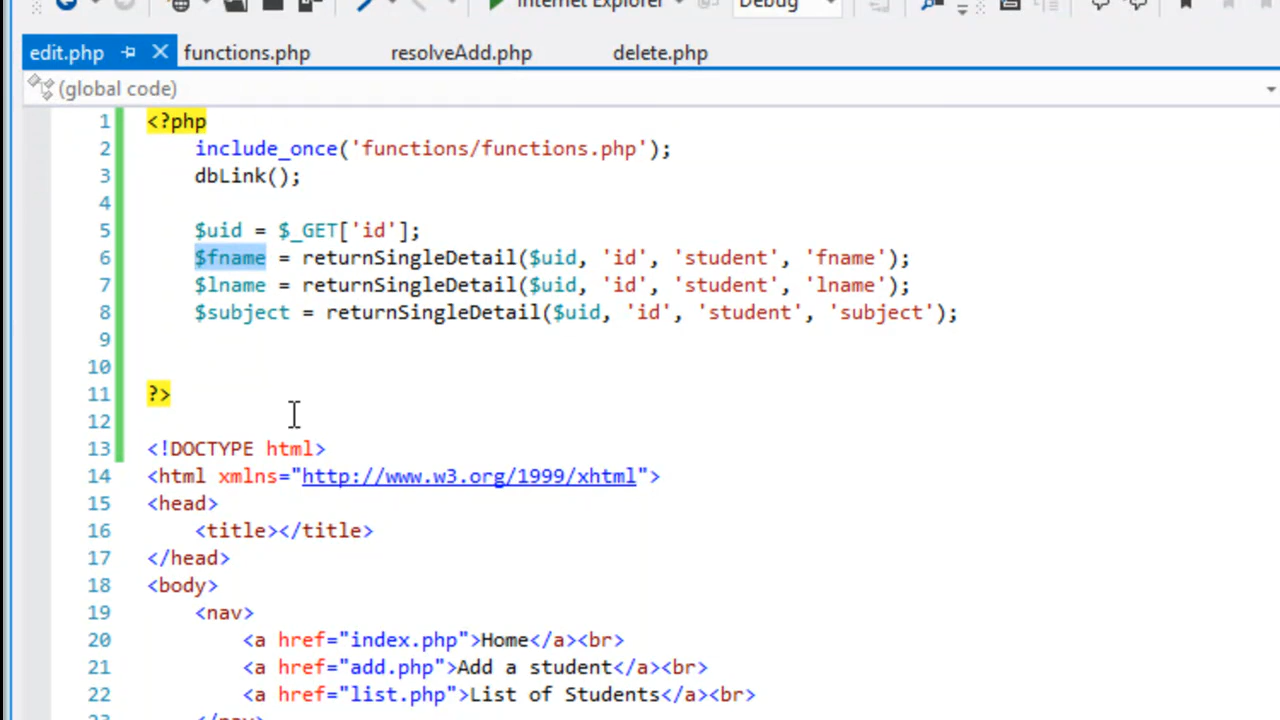 Internet Explorer Debug
edit.php functions.php resolveAdd.php delete.php
(global code)
1 <?php
2 include_once('functions/functions.php');
3 dbLink();
4
5 $uid = $_GET['id'];
6 $fname = returnSingleDetail($uid, 'id', 'student', 'fname');
7 $lname = returnSingleDetail($uid, 'id', 'student', 'lname');
8 $subject = returnSingleDetail($uid, 'id', 'student', 'subject');
9
10
11 ?>
12
13 <!DOCTYPE html>
14 <html xmlns="http://www.w3.org/1999/xhtml">
15 <head>
16 <title></title>
17 </head>
18 <body>
19 <nav>
20 <a href="index.php">Home</a><br>
21 <a href="add.php">Add a student</a><br>
22 <a href="list.php">List of Students</a><br>
23 </nav>